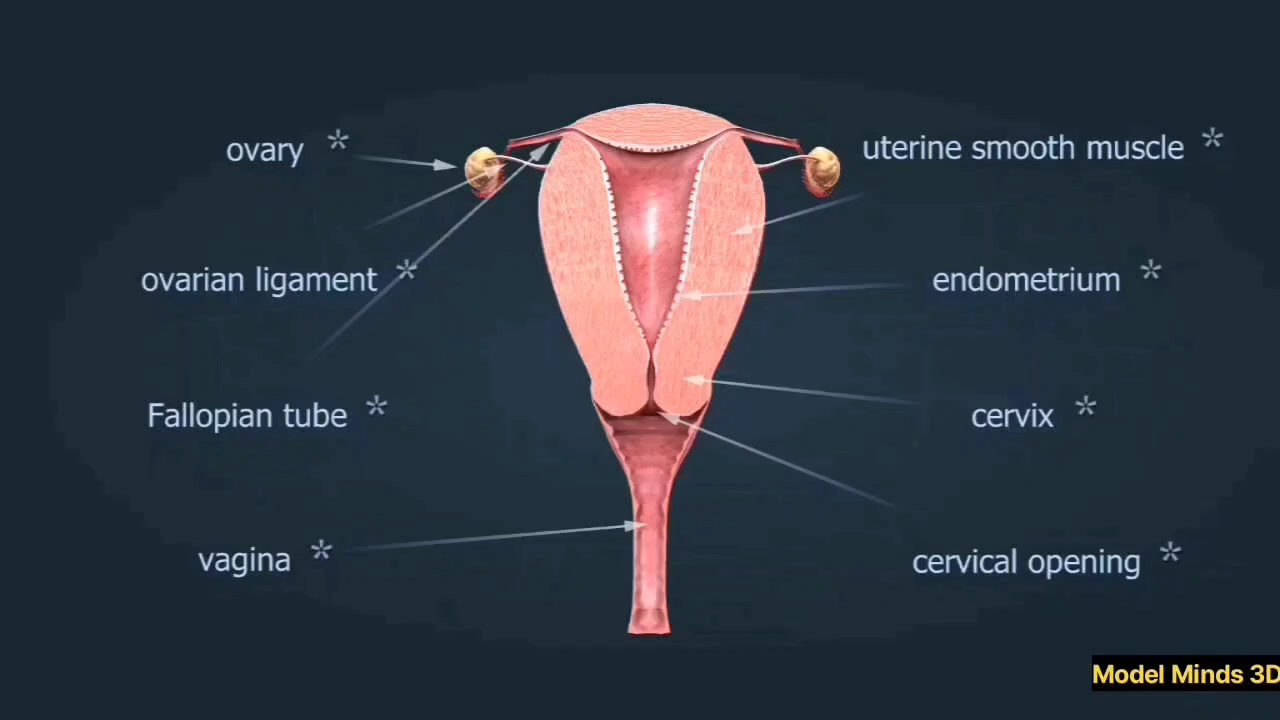 ovary *
uterine smooth muscle *
ovarian ligament *
endometrium *
Fallopian tube *
cervix *
vagina *
cervical opening *
Model Minds 3D